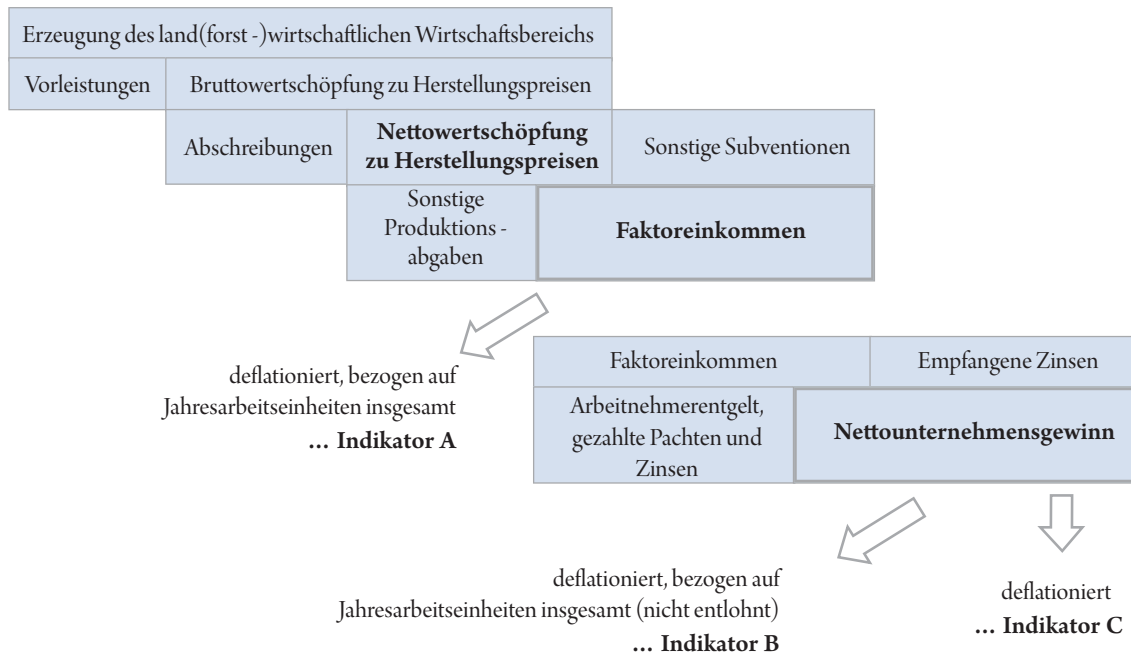 Erzeugung des land(forst -)wirtschaftlichen Wirtschaftsbereichs
Vorleistungen
Bruttowertschöpfung zu Herstellungspreisen
Abschreibungen
Nettowertschöpfung
zu Herstellungspreisen
Sonstige Subventionen
Sonstige
Produktions -
abgaben
Faktoreinkommen
deflationiert, bezogen auf
Jahresarbeitseinheiten insgesamt
... Indikator A
Faktoreinkommen
Empfangene Zinsen
Arbeitnehmerentgelt,
gezahlte Pachten und
Zinsen
Nettounternehmensgewinn
deflationiert, bezogen auf
Jahresarbeitseinheiten insgesamt (nicht entlohnt)
... Indikator B
deflationiert
... Indikator C